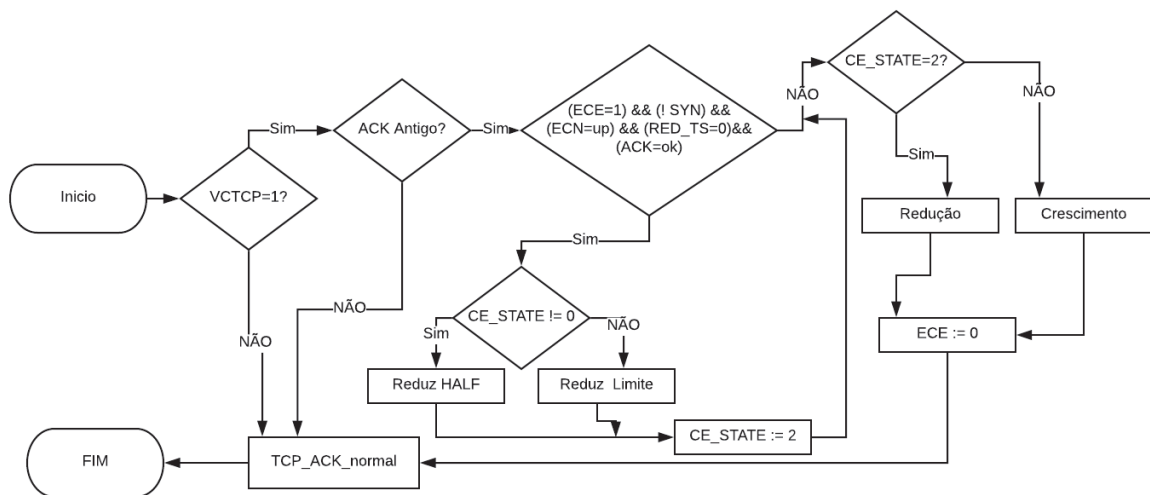 CE_STATE=2?
NÃO
NÃO
(ECE=1) && (! SYN) &&
(ECN=up) && (RED_TS=0)&&
(ACK=ok)
ACK Antigo?
Sim
Sim
Sim
Inicio
VCTCP=1?
Redução
Crescimento
Sim
NÃO
CE_STATE != 0
NÃO
Sim
NÃO
ECE := 0
Reduz HALF
Reduz Limite
CE_STATE := 2
FIM
TCP_ACK_normal